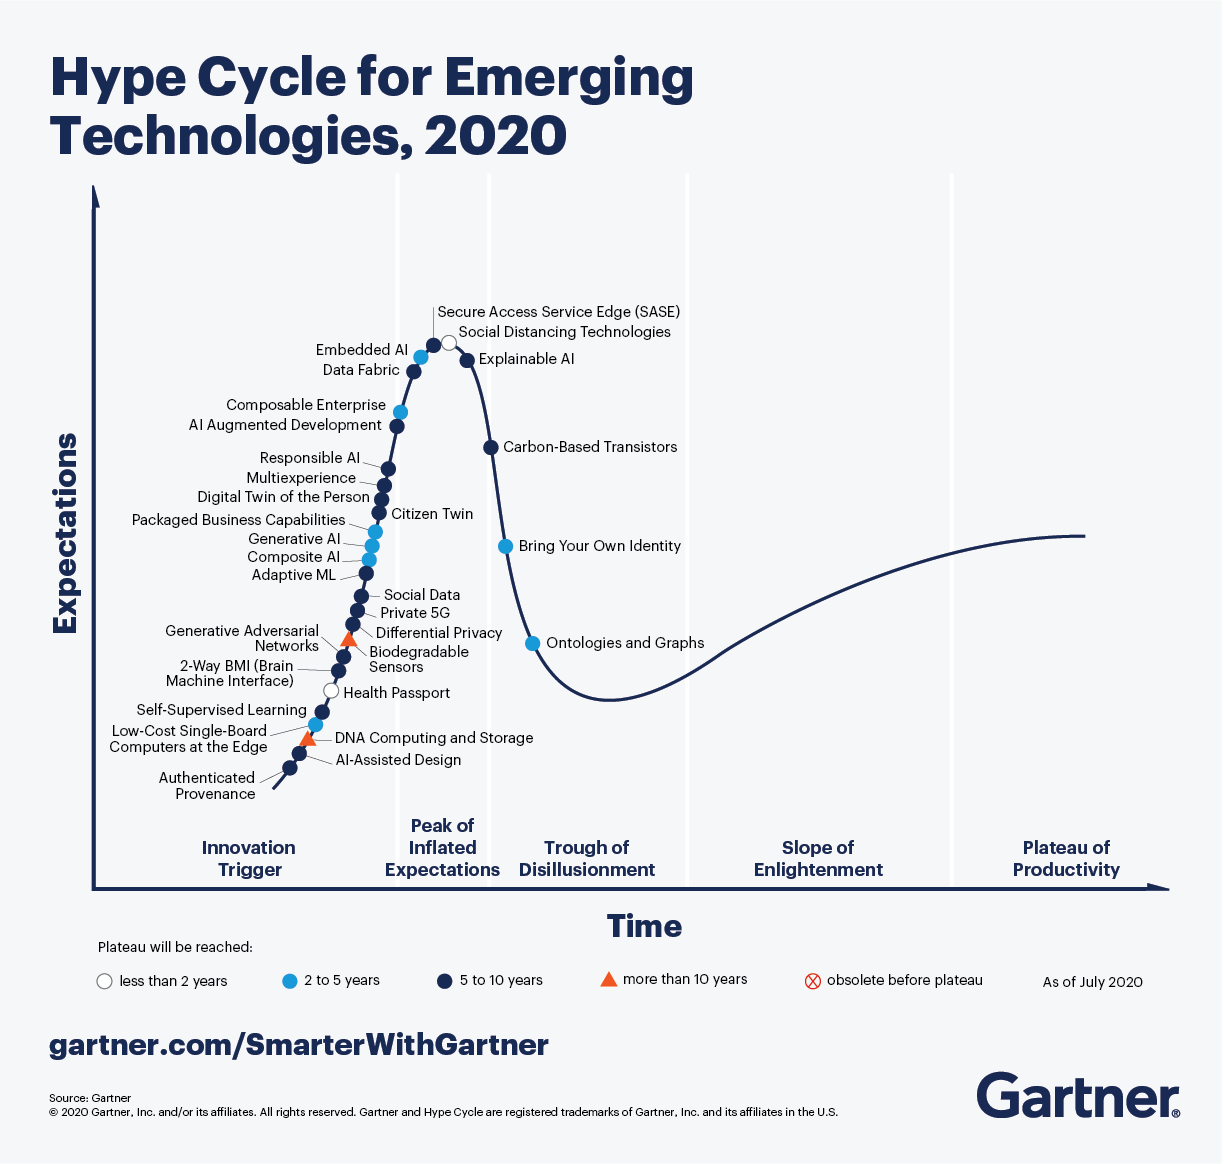 Hype Cycle for Emerging
Technologies, 2020
Expectations
Secure Access Service Edge (SASE)
Social Distancing Technologies
Embedded AI
Explainable AI
Data Fabric
Composable Enterprise
AI Augmented Development
Carbon-Based Transistors
Responsible AI
Multiexperience
Digital Twin of the Person
Citizen Twin
Packaged Business Capabilities
Generative AI
Bring Your Own Identity
Composite AI
Adaptive ML
Social Data
Private 5G
Generative Adversarial
Networks
Differential Privacy
Ontologies and Graphs
Biodegradable
Sensors
2-Way BMI (Brain
Machine Interface)
Health Passport
Self-Supervised Learning
Low-Cost Single-Board
Computers at the Edge
DNA Computing and Storage
AI-Assisted Design
Authenticated
Provenance
Innovation
Trigger
Peak of
Inflated
Expectations
Trough of
Disillusionment
Slope of
Enlightenment
Plateau of
Productivity
Time
Plateau will be reached:
less than 2 years
2 to 5 years
5 to 10 years
more than 10 years
obsolete before plateau
As of July 2020
gartner.com/SmarterWithGartner
Source: Gartner
© 2020 Gartner, Inc. and/or its affiliates. All rights reserved. Gartner and Hype Cycle are registered trademarks of Gartner, Inc. and its affiliates in the U.S.
Gartner®